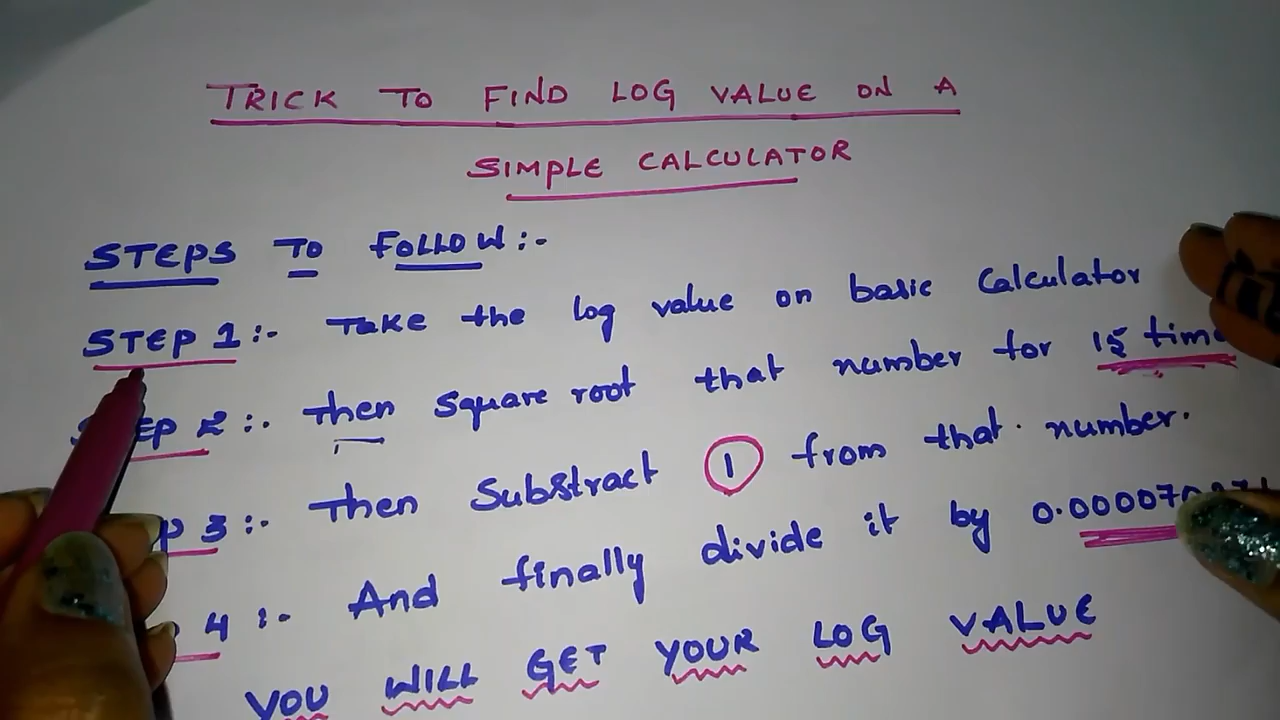 TRICK TO FIND LOG VALUE ON A
SIMPLE CALCULATOR
STEPS TO FOLLOW:-
STEP 1:- Take the log value on basic calculator
2:- Then square root that number for 15
3:- Then Substract 1 from that number.
4:- And finally divide it by
YOU WILL GET YOUR LOG VALUE